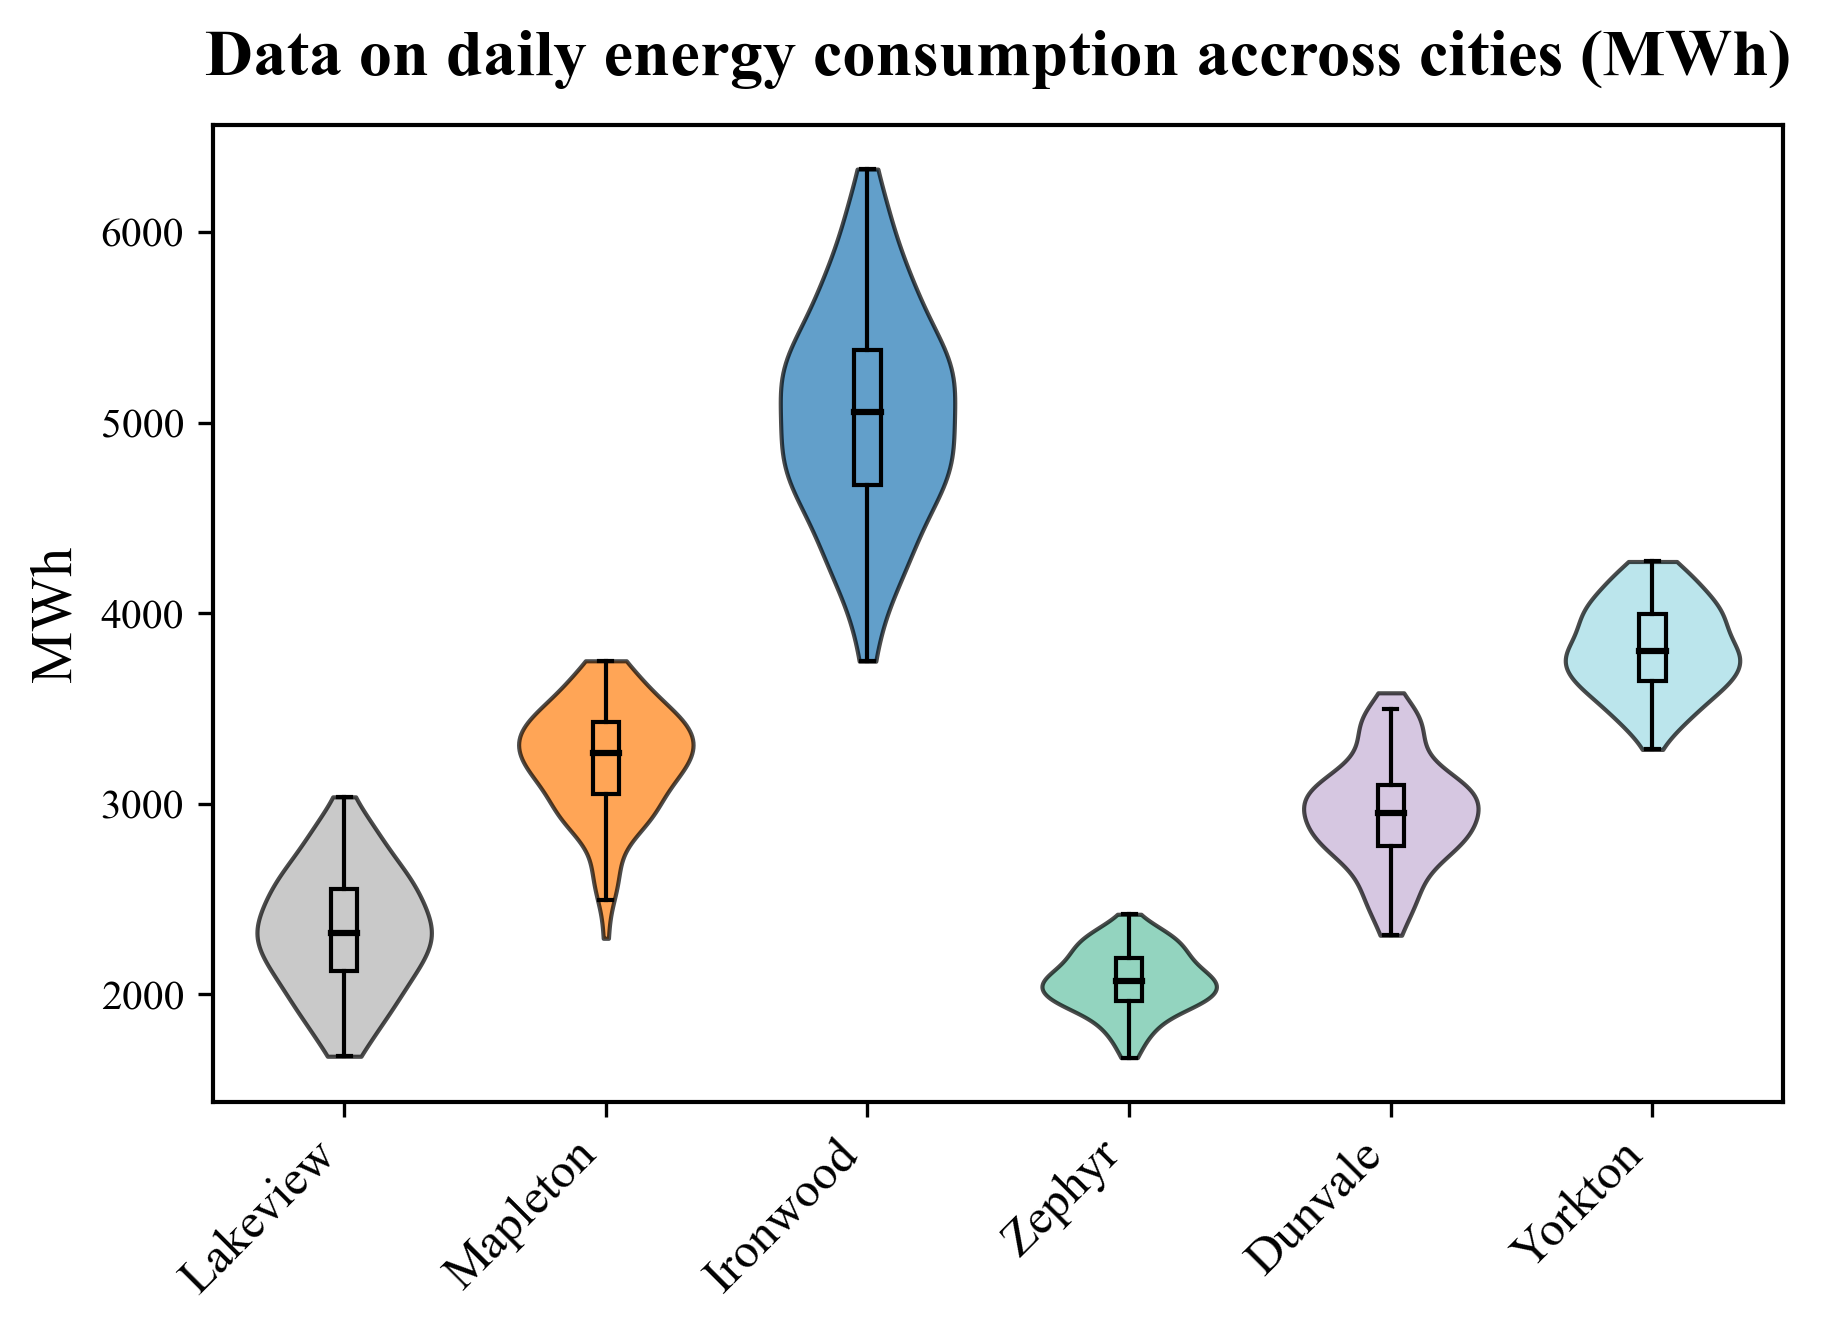 Data on daily energy consumption accross cities (MWh)
MWh
6000
5000
4000
3000
2000
Lakeview
Mapleton
Ironwood
Zephyr
Dunvale
Yorkton